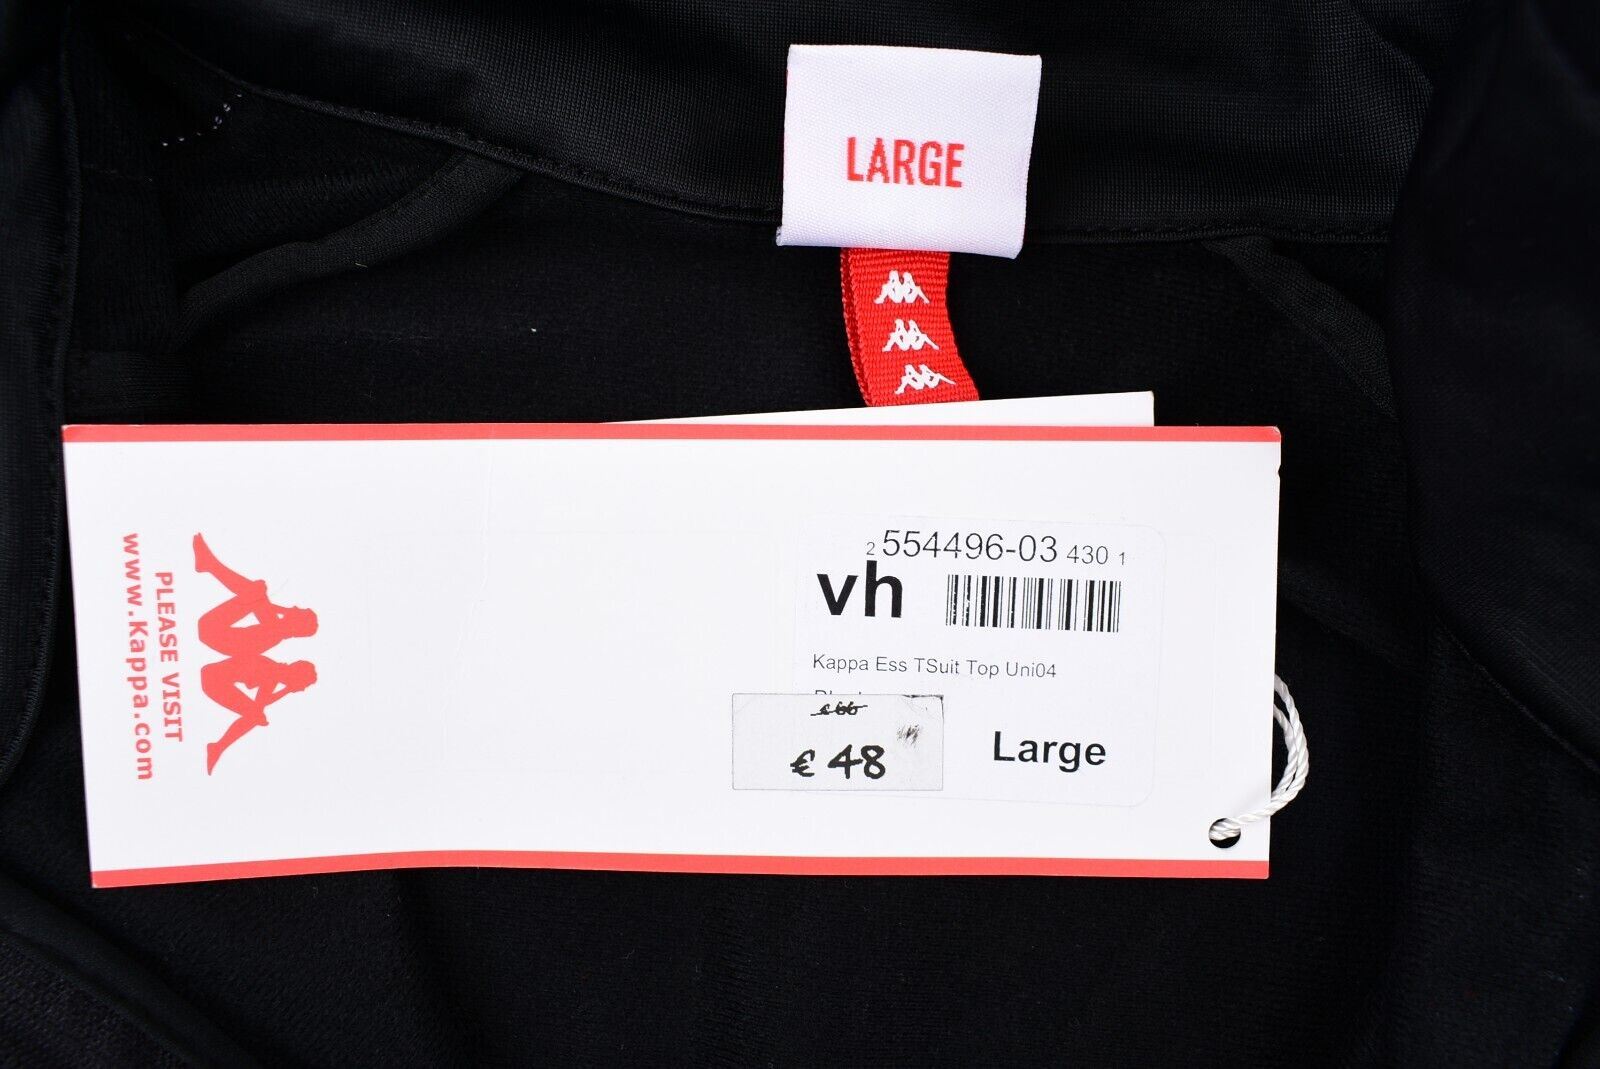 LARGE
PLEASE VISIT
www.Kappa.com
2 554496-03 430 1
vh
Kappa Ess TSuit Top Uni04
€ 66
€ 48
Large